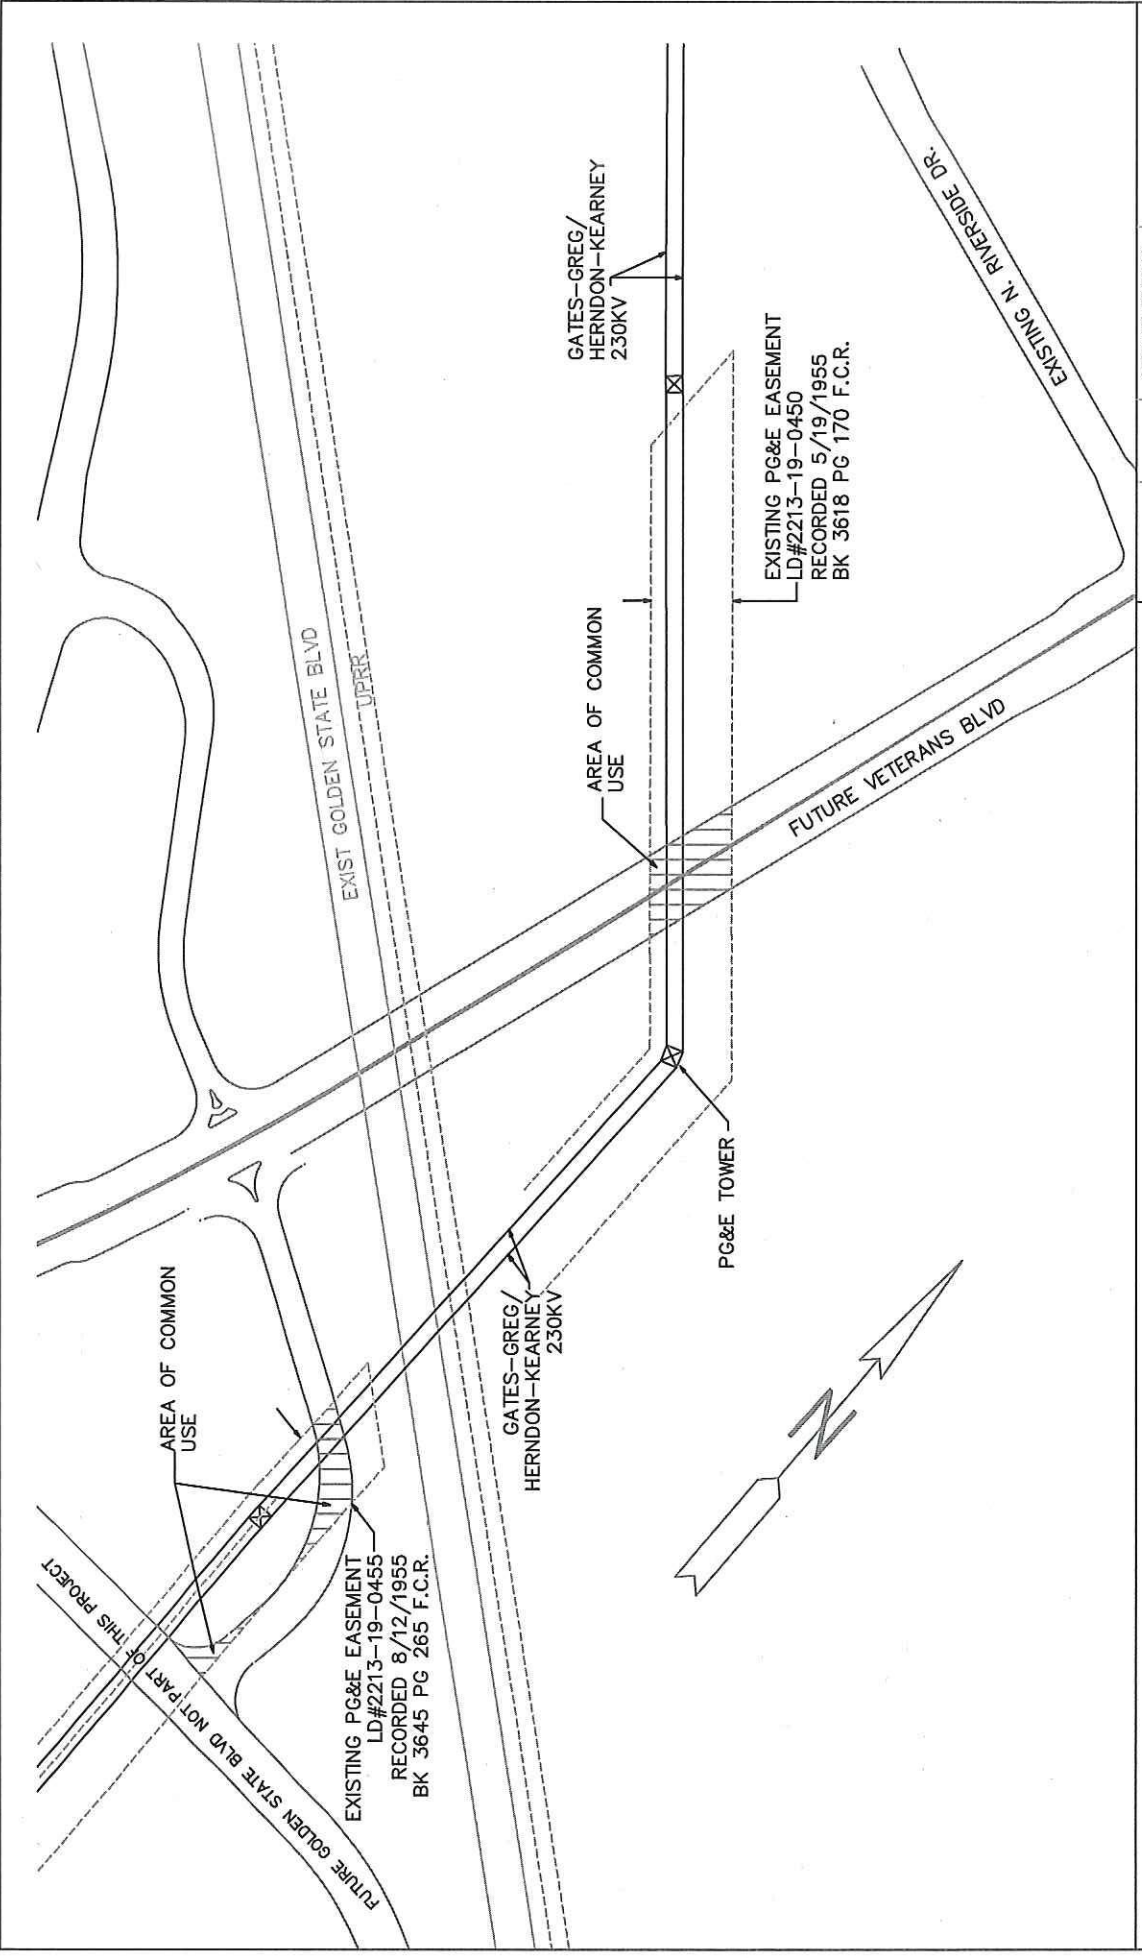 FUTURE GOLDEN STATE BLVD NOT PART OF THIS PROJECT
AREA OF COMMON
USE
EXISTING PG&E EASEMENT
LD#2213-19-0455
RECORDED 8/12/1955
BK 3645 PG 265 F.C.R.
GATES-GREG/
HERNDON-KEARNEY
230KV
N
PG&E TOWER
EXIST GOLDEN STATE BLVD
UPRR
AREA OF COMMON
USE
FUTURE VETERANS BLVD
EXISTING PG&E EASEMENT
LD#2213-19-0450
RECORDED 5/19/1955
BK 3618 PG 170 F.C.R.
GATES-GREG/
HERNDON-KEARNEY
230KV
EXISTING N. RIVERSIDE DR.